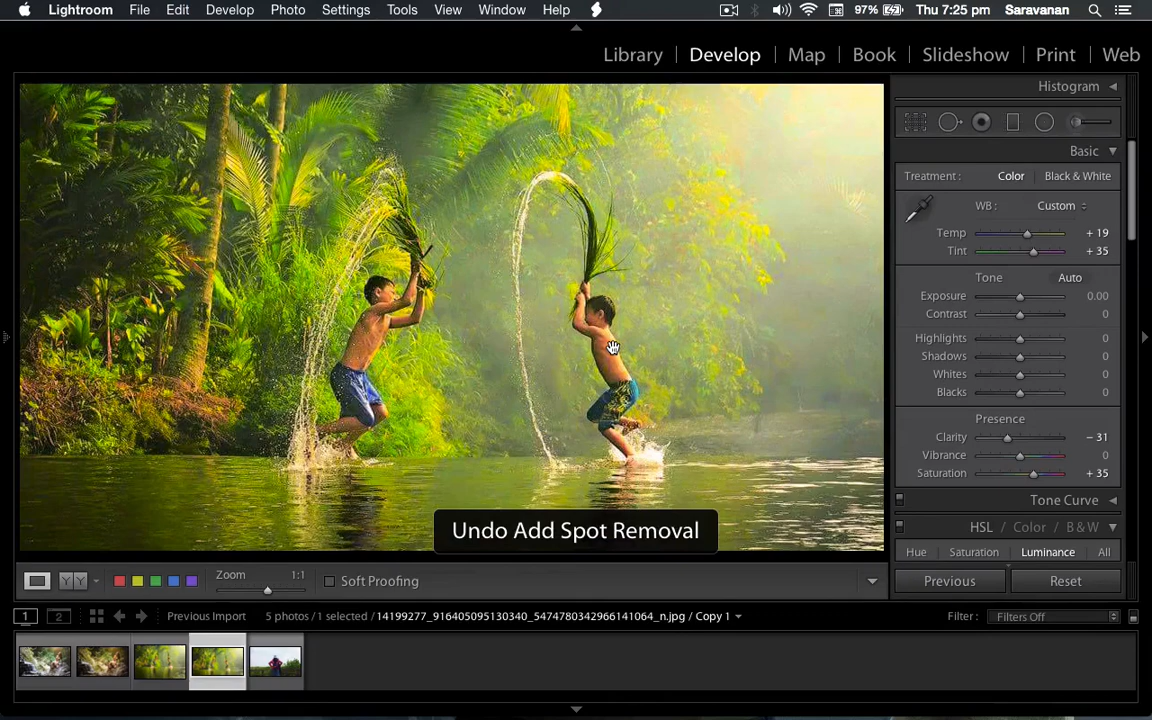 Lightroom File Edit Develop Photo Settings Tools View Window Help 97% Thu 7:25 pm Saravanan
Library Develop Map Book Slideshow Print Web
Histogram
Basic
Treatment : Color Black & White
WB : Custom
Temp + 19
Tint + 35
Tone Auto
Exposure 0.00
Contrast 0
Highlights 0
Shadows 0
Whites 0
Blacks 0
Presence
Clarity − 31
Vibrance 0
Saturation + 35
Tone Curve
HSL / Color / B & W
Hue Saturation Luminance All
Undo Add Spot Removal
Previous Reset
Y Y Zoom 1:1 Soft Proofing
1 2 Previous Import 5 photos / 1 selected / 14199277_916405095130340_5474780342966141064_n.jpg / Copy 1 Filter : Filters Off